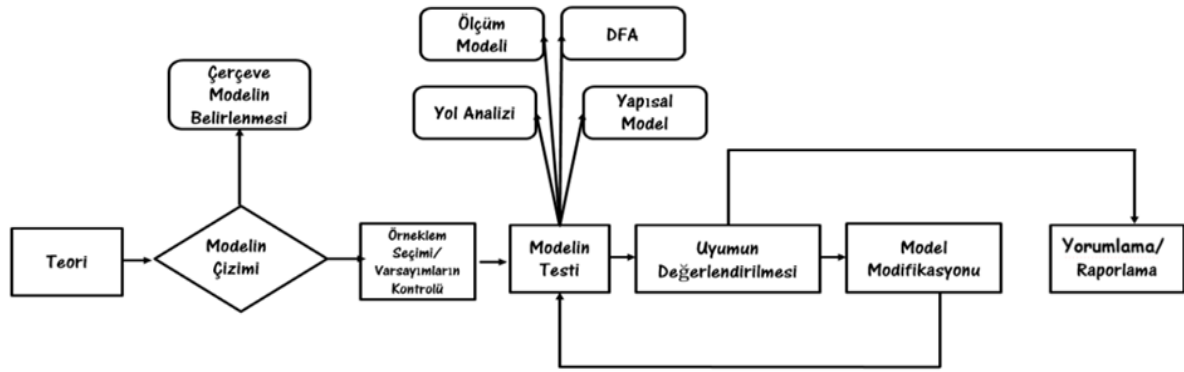 Ölçüm
Modeli
DFA
Çerçeve
Modelin
Belirlenmesi
Yol Analizi
Yapısal
Model
Teori
Modelin
Çizimi
Örneklem
Seçimi/
Varsayımların
Kontrolü
Modelin
Testi
Uyumun
Değerlendirilmesi
Model
Modifikasyonu
Yorumlama/
Raporlama